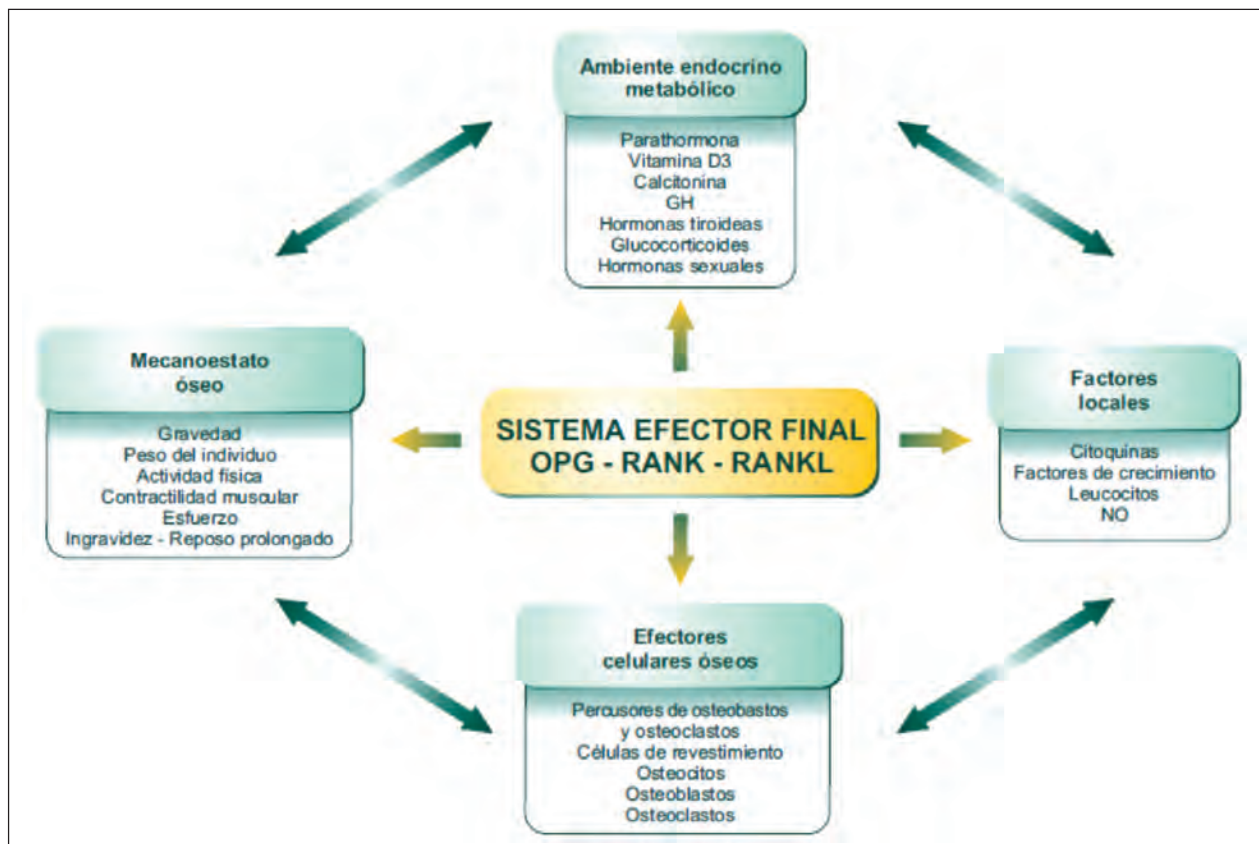 Ambiente endocrino
metabólico
Parathormona
Vitamina D3
Calcitonina
GH
Hormonas tiroideas
Glucocorticoides
Hormonas sexuales
Mecanoestato
óseo
Gravedad
Peso del individuo
Actividad física
Contractilidad muscular
Esfuerzo
Ingravidez - Reposo prolongado
SISTEMA EFECTOR FINAL
OPG - RANK - RANKL
Factores
locales
Citoquinas
Factores de crecimiento
Leucocitos
NO
Efectores
celulares óseos
Percusores de osteobastos
y osteoclastos
Células de revestimiento
Osteocitos
Osteoblastos
Osteoclastos